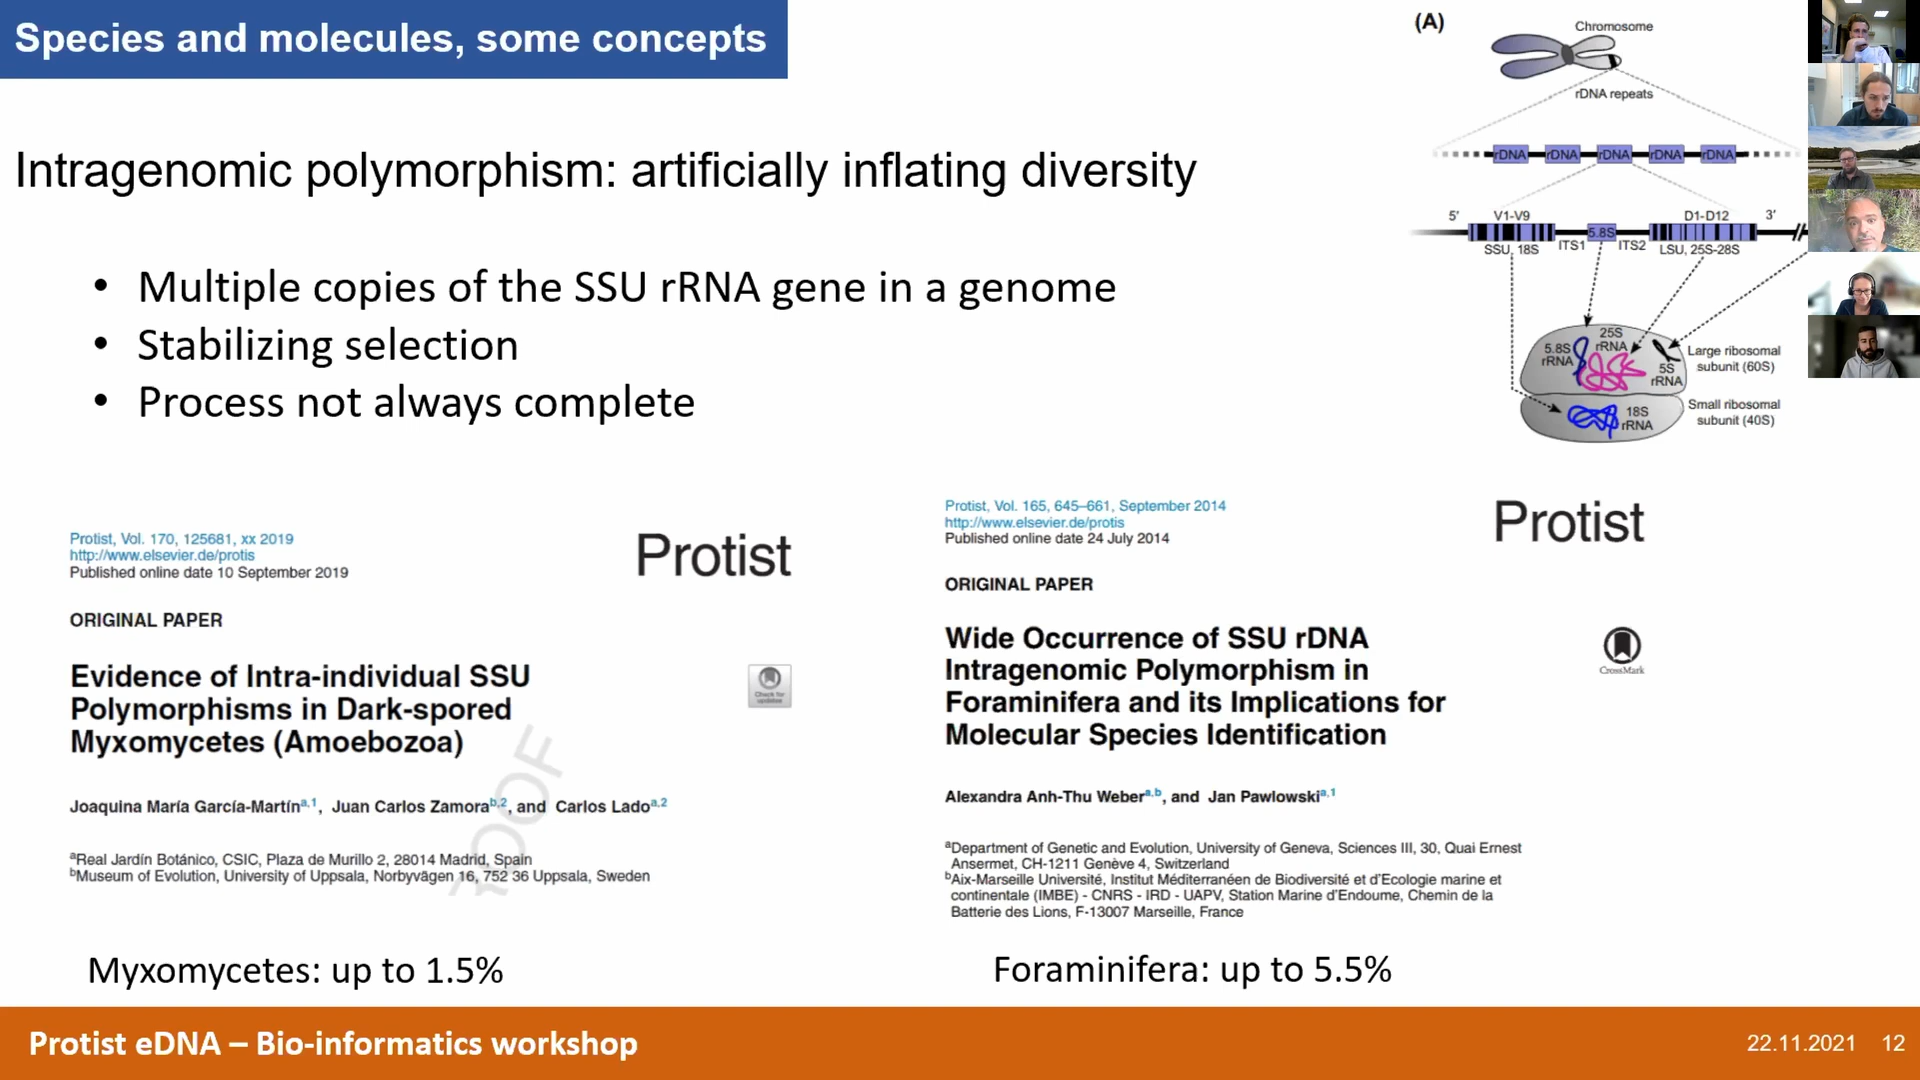 Species and molecules, some concepts
Intragenomic polymorphism: artificially inflating diversity
• Multiple copies of the SSU rRNA gene in a genome
• Stabilizing selection
• Process not always complete
(A)
Chromosome
rDNA repeats
rDNA rDNA rDNA rDNA rDNA
5' V1-V9 D1-D12 3'
5.8S
SSU, 18S ITS1 ITS2 LSU, 25S-28S
25S
rRNA
5.8S
rRNA
5S
rRNA
Large ribosomal
subunit (60S)
18S
rRNA
Small ribosomal
subunit (40S)
Protist, Vol. 170, 125681, xx 2019
http://www.elsevier.de/protis
Published online date 10 September 2019
Protist
ORIGINAL PAPER
Evidence of Intra-individual SSU
Polymorphisms in Dark-spored
Myxomycetes (Amoebozoa)
Check for
updates
Joaquina María García-Martín^a,1, Juan Carlos Zamora^b,2, and Carlos Lado^a,2
^aReal Jardín Botánico, CSIC, Plaza de Murillo 2, 28014 Madrid, Spain
^bMuseum of Evolution, University of Uppsala, Norbyvägen 16, 752 36 Uppsala, Sweden
Myxomycetes: up to 1.5%
Protist, Vol. 165, 645–661, September 2014
http://www.elsevier.de/protis
Published online date 24 July 2014
Protist
ORIGINAL PAPER
Wide Occurrence of SSU rDNA
Intragenomic Polymorphism in
Foraminifera and its Implications for
Molecular Species Identification
CrossMark
Alexandra Anh-Thu Weber^a,b, and Jan Pawlowski^a,1
^aDepartment of Genetic and Evolution, University of Geneva, Sciences III, 30, Quai Ernest
Ansermet, CH-1211 Genève 4, Switzerland
^bAix-Marseille Université, Institut Méditerranéen de Biodiversité et d'Ecologie marine et
continentale (IMBE) - CNRS - IRD - UAPV, Station Marine d'Endoume, Chemin de la
Batterie des Lions, F-13007 Marseille, France
Foraminifera: up to 5.5%
Protist eDNA – Bio-informatics workshop
22.11.2021 12